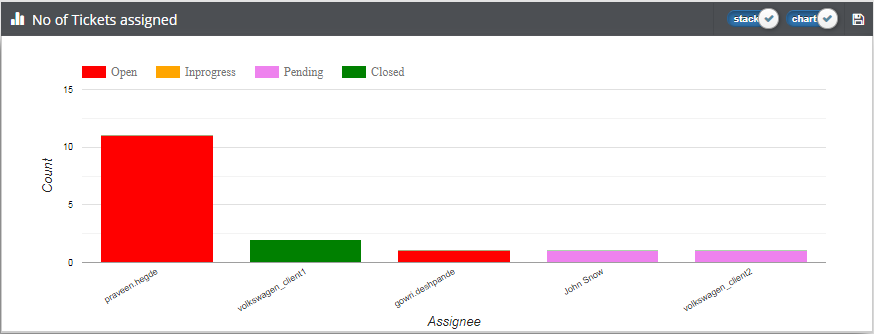 No of Tickets assigned
stack
chart
Open Inprogress Pending Closed
15
10
5
0
Count
praveen.hegde
volkswagen_client1
gowri.deshpande
John Snow
volkswagen_client2
Assignee